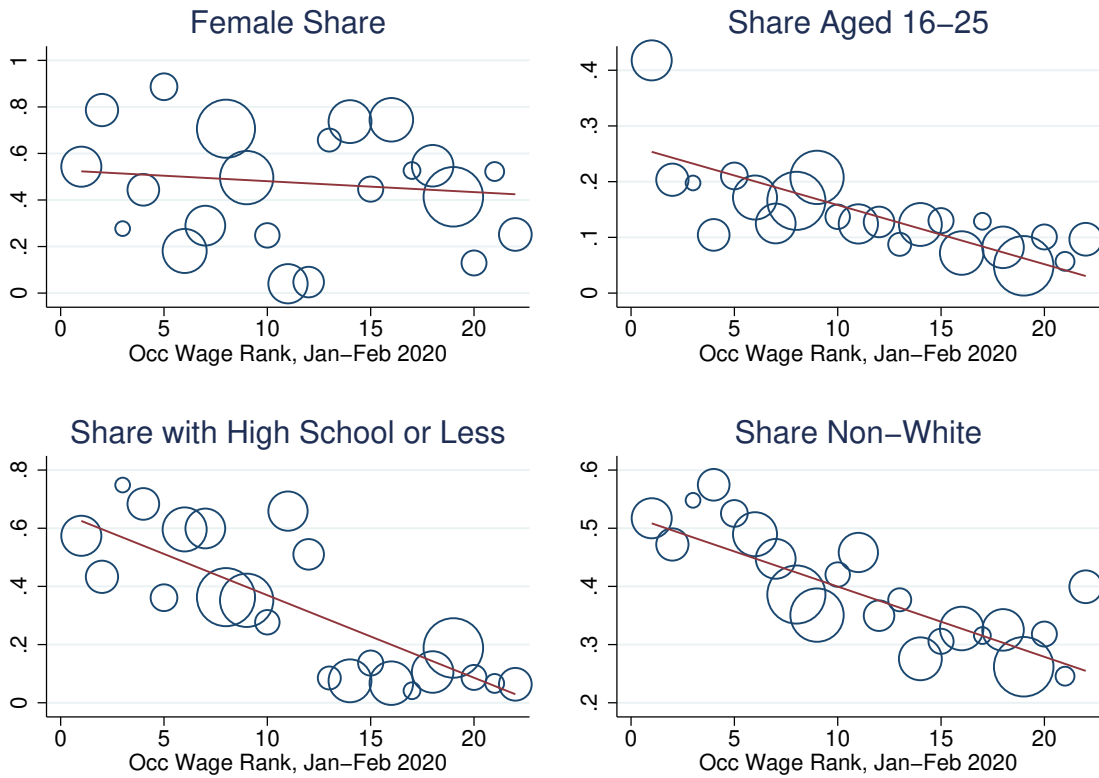 Female Share
1
.8
.6
.4
.2
0
0 5 10 15 20
Occ Wage Rank, Jan−Feb 2020
Share Aged 16−25
.4
.3
.2
.1
0
0 5 10 15 20
Occ Wage Rank, Jan−Feb 2020
Share with High School or Less
.8
.6
.4
.2
0
0 5 10 15 20
Occ Wage Rank, Jan−Feb 2020
Share Non−White
.6
.5
.4
.3
.2
0 5 10 15 20
Occ Wage Rank, Jan−Feb 2020